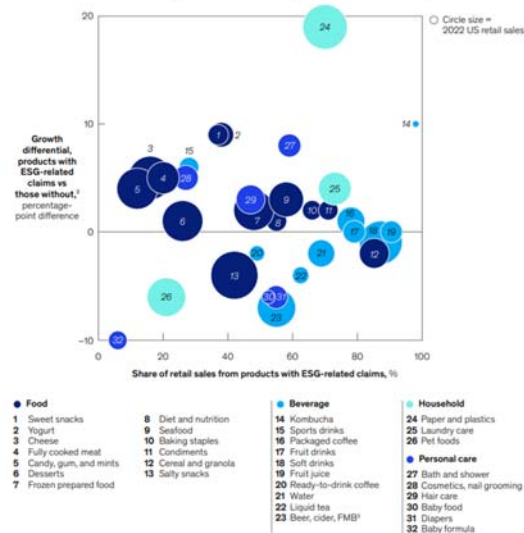 20
24
Circle size =
2022 US retail sales
10
14
1
2
27
Growth
differential,
products with
ESG-related
claims vs
those without,²
percentage-
point difference
3
15
4
28
5
25
29
9
6
7
8
10
11
16
0
17
18
19
12
20
21
13
22
26
30
31
23
−10
32
0
20
40
60
80
100
Share of retail sales from products with ESG-related claims, %
Food
1 Sweet snacks
2 Yogurt
3 Cheese
4 Fully cooked meat
5 Candy, gum, and mints
6 Desserts
7 Frozen prepared food
8 Diet and nutrition
9 Seafood
10 Baking staples
11 Condiments
12 Cereal and granola
13 Salty snacks
Beverage
14 Kombucha
15 Sports drinks
16 Packaged coffee
17 Fruit drinks
18 Soft drinks
19 Fruit juice
20 Ready-to-drink coffee
21 Water
22 Liquid tea
23 Beer, cider, FMB³
Household
24 Paper and plastics
25 Laundry care
26 Pet foods
Personal care
27 Bath and shower
28 Cosmetics, nail grooming
29 Hair care
30 Baby food
31 Diapers
32 Baby formula